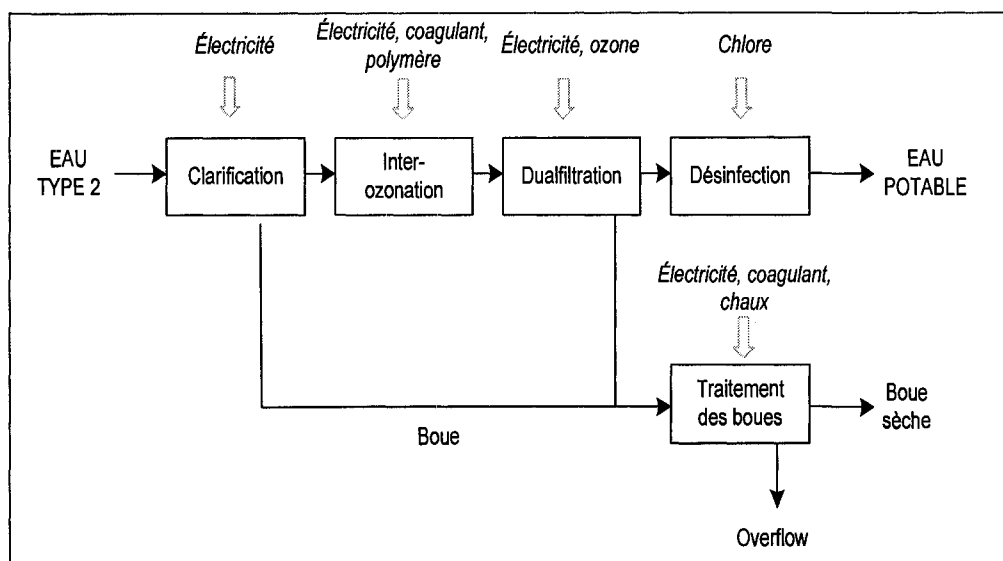 Électricité
Électricité, coagulant,
polymère
Électricité, ozone
Chlore
EAU
TYPE 2
Clarification
Inter-
ozonation
Dualfiltration
Désinfection
EAU
POTABLE
Électricité, coagulant,
chaux
Traitement
des boues
Boue
sèche
Boue
Overflow